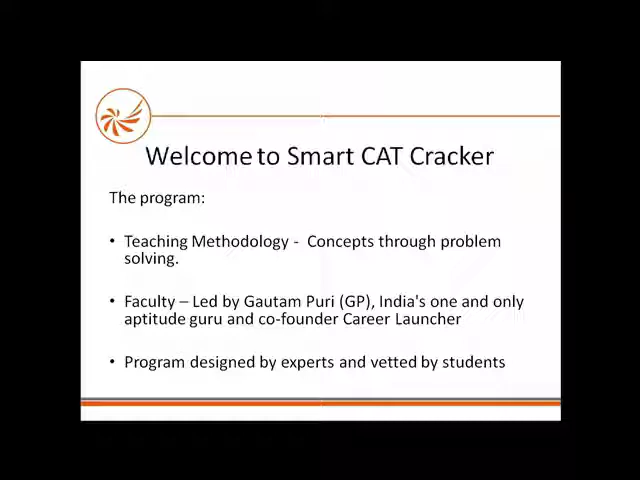 Welcome to Smart CAT Cracker
The program:
• Teaching Methodology - Concepts through problem
solving.
• Faculty – Led by Gautam Puri (GP), India's one and only
aptitude guru and co-founder Career Launcher
• Program designed by experts and vetted by students